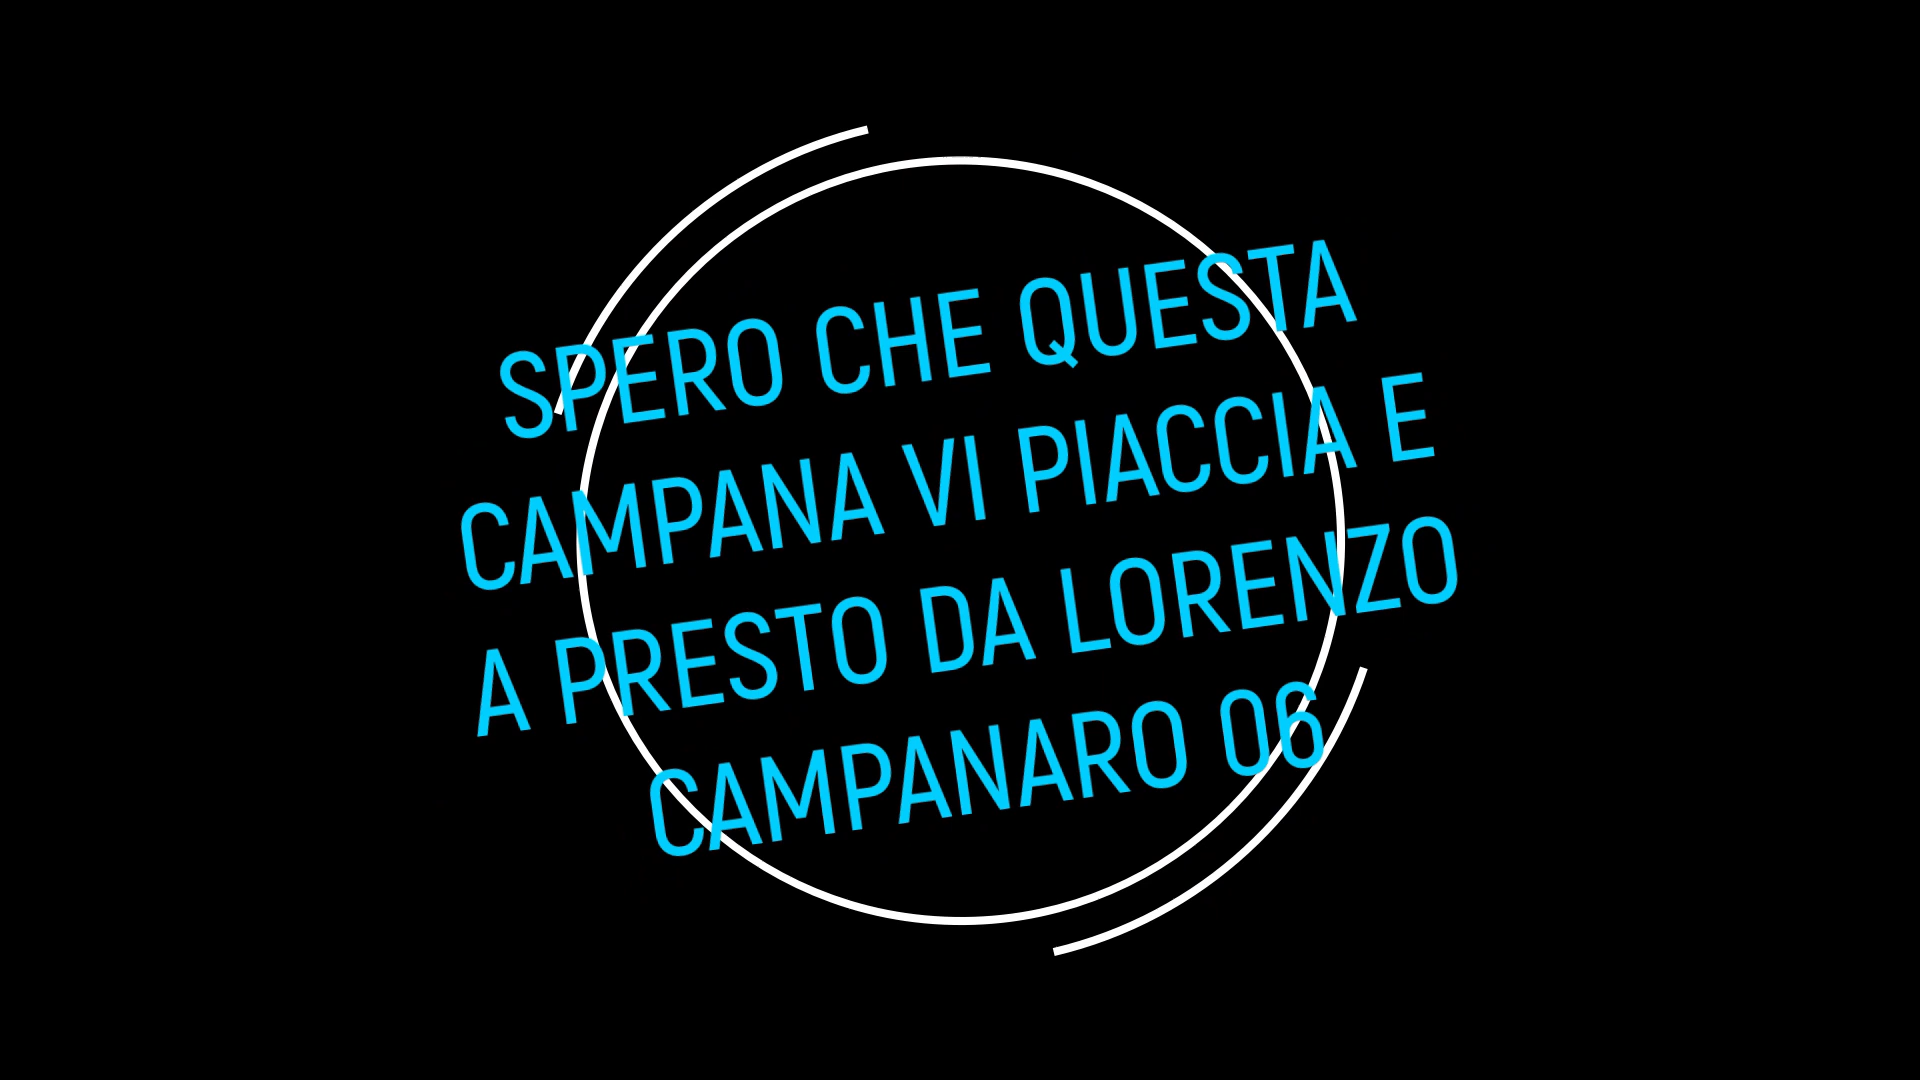 SPERO CHE QUESTA
CAMPANA VI PIACCIA E
A PRESTO DA LORENZO
CAMPANARO 06